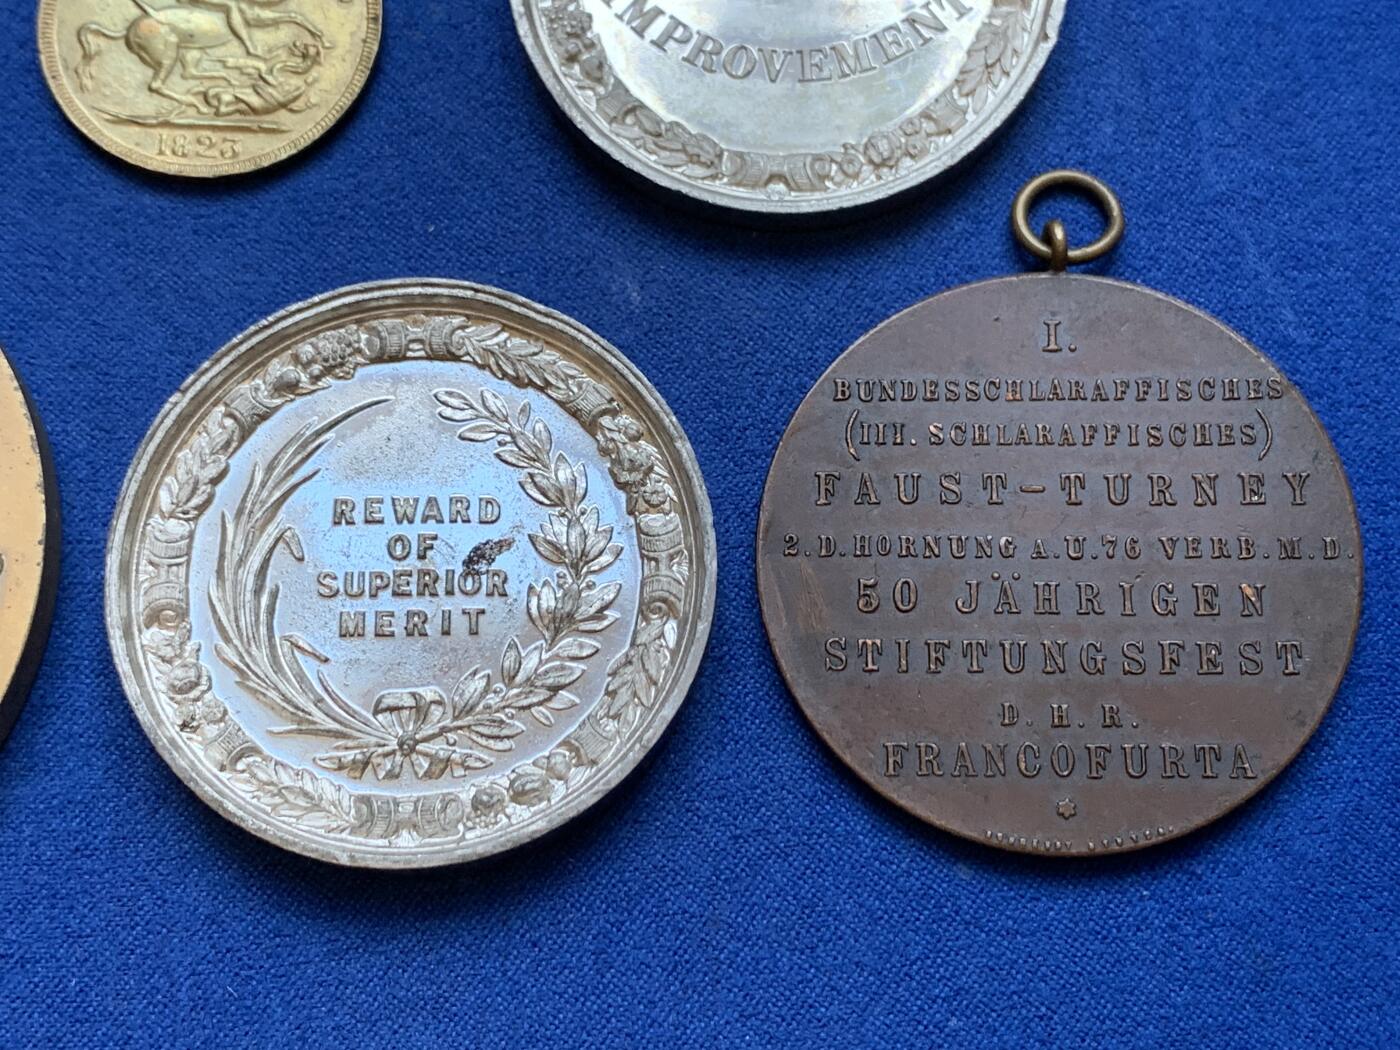 1823
IMPROVEMENT
REWARD
OF
SUPERIOR
MERIT
I.
BUNDESSCHLARAFFISCHES
(III. SCHLARAFFISCHES)
FAUST-TURNEY
2.D.HORNUNG A.U.76 VERB.M.D.
50 JÄHRIGEN
STIFTUNGSFEST
D.H.R.
FRANCOFURTA